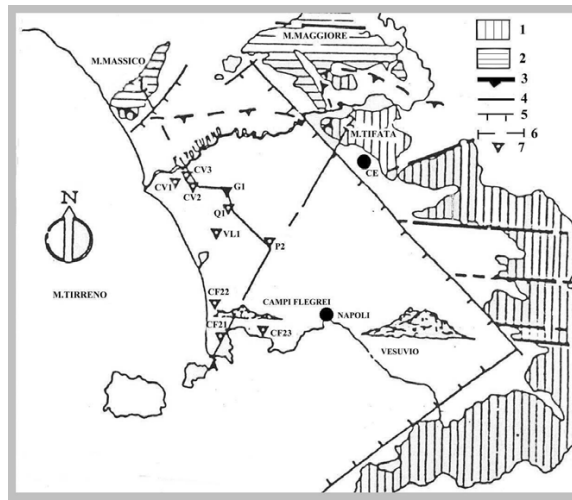 M.MAGGIORE
M.MASSICO
1
2
3
4
5
6
7
M.TIFATA
CE
CV3
CV1
CV2
G1
Q1
VL1
P2
N
M.TIRRENO
CF22
CAMPI FLEGREI
NAPOLI
CF21
CF23
VESUVIO